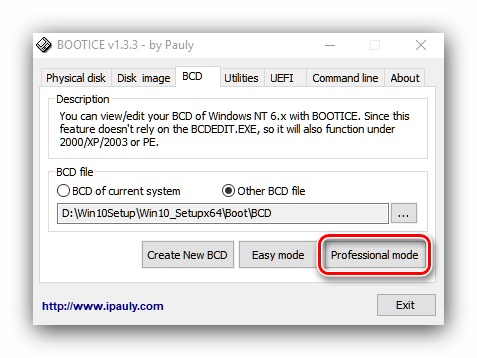 BOOTICE v1.3.3 - by Pauly
Physical disk Disk image BCD Utilities UEFI Command line About
Description
You can view/edit your BCD of Windows NT 6.x with BOOTICE. Since this
feature doesn't rely on the BCDEDIT.EXE, so it will also function under
2000/XP/2003 or PE.
BCD file
BCD of current system Other BCD file
D:\Win10Setup\Win10_Setupx64\Boot\BCD ...
Create New BCD Easy mode Professional mode
http://www.ipauly.com Exit